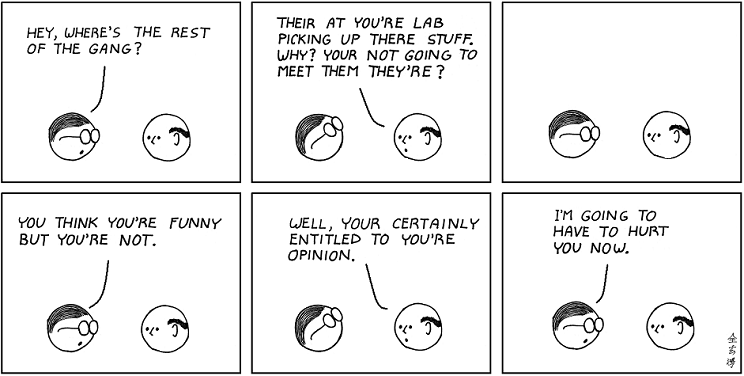 HEY, WHERE'S THE REST
OF THE GANG?
THEIR AT YOU'RE LAB
PICKING UP THERE STUFF.
WHY? YOUR NOT GOING TO
MEET THEM THEY'RE?
YOU THINK YOU'RE FUNNY
BUT YOU'RE NOT.
WELL, YOUR CERTAINLY
ENTITLED TO YOU'RE
OPINION.
I'M GOING TO
HAVE TO HURT
YOU NOW.